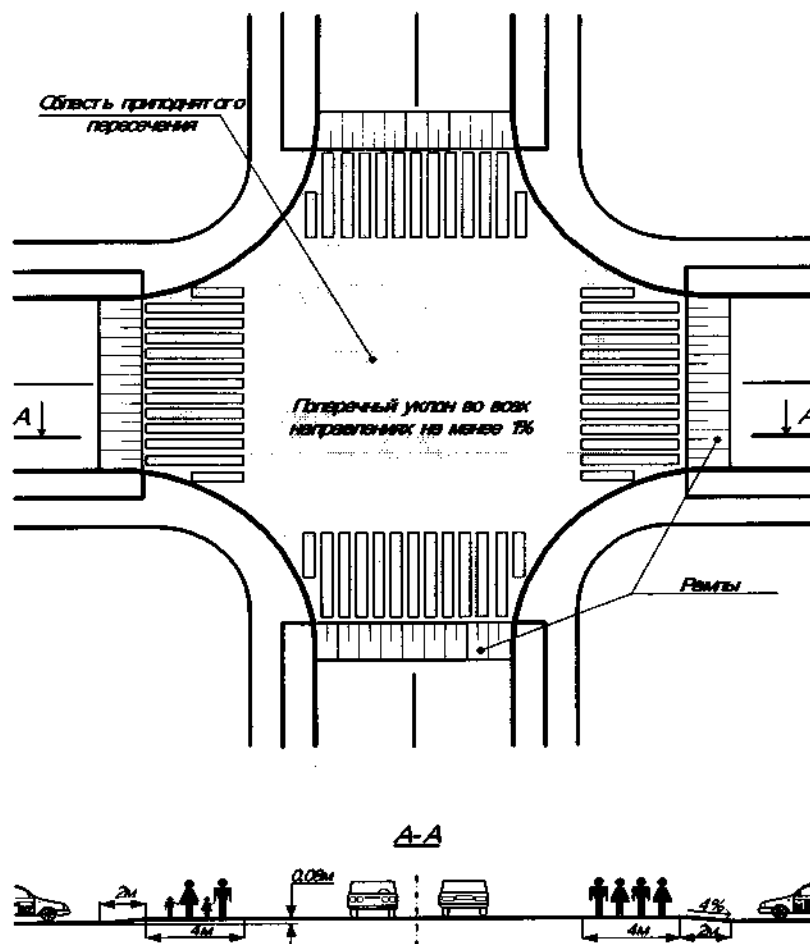 Область приподнятого
пересечения
Поперечный уклон во всех
направлениях не менее 1%
А
А
Рампы
А-А
0.08м
2м
4%
4м
4м
2м